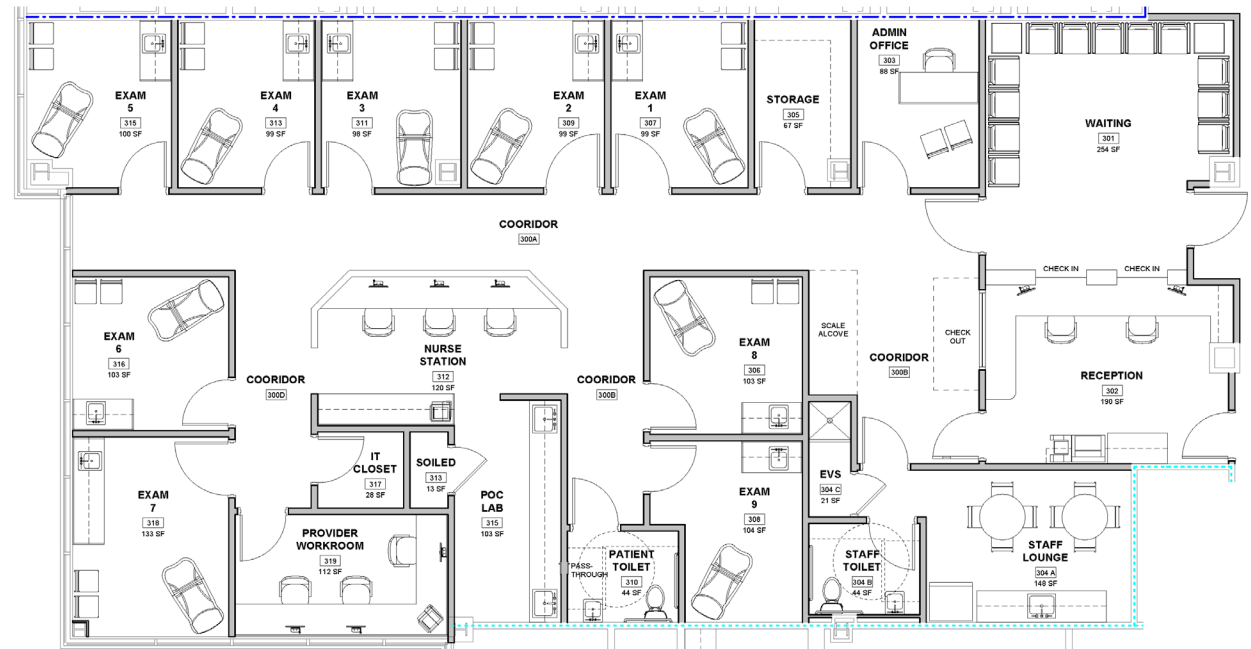 EXAM
5
315
100 SF
EXAM
4
313
99 SF
EXAM
3
311
98 SF
EXAM
2
309
99 SF
EXAM
1
307
99 SF
STORAGE
305
67 SF
ADMIN
OFFICE
303
88 SF
WAITING
301
254 SF
COORIDOR
300A
CHECK IN
CHECK IN
EXAM
6
316
103 SF
COORIDOR
300D
NURSE
STATION
312
120 SF
COORIDOR
300B
EXAM
8
306
103 SF
SCALE
ALCOVE
COORIDOR
300B
CHECK
OUT
RECEPTION
302
190 SF
EXAM
7
318
133 SF
IT
CLOSET
317
28 SF
SOILED
313
13 SF
POC
LAB
315
103 SF
EXAM
9
308
104 SF
EVS
304 C
21 SF
PROVIDER
WORKROOM
319
112 SF
PASS-
THROUGH
PATIENT
TOILET
310
44 SF
STAFF
TOILET
304 B
44 SF
STAFF
LOUNGE
304 A
148 SF